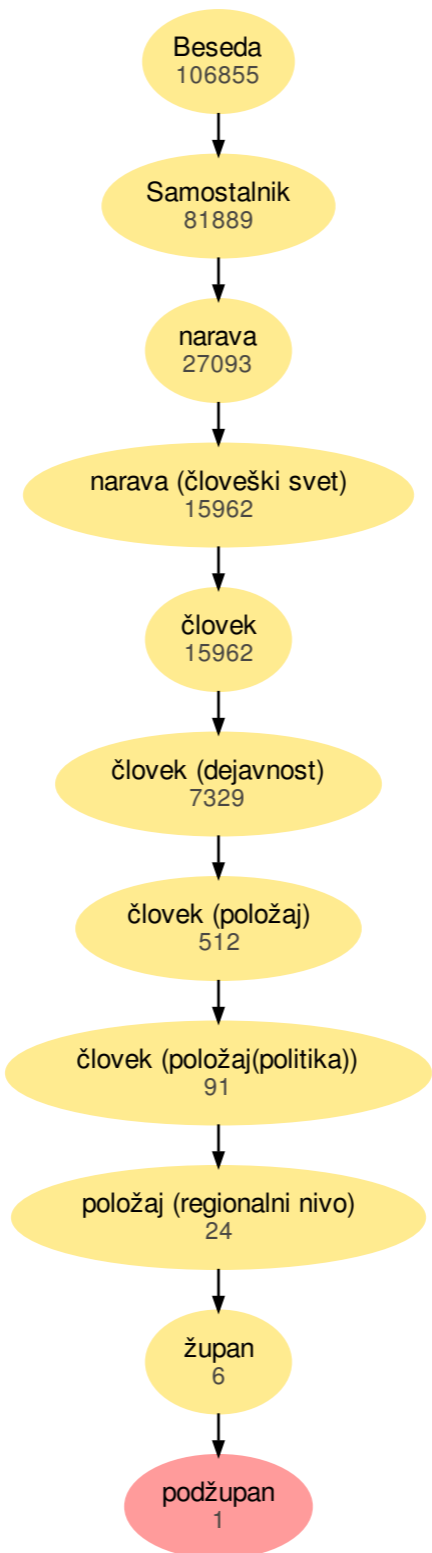 Beseda
106855
Samostalnik
81889
narava
27093
narava (človeški svet)
15962
človek
15962
človek (dejavnost)
7329
človek (položaj)
512
človek (položaj(politika))
91
položaj (regionalni nivo)
24
župan
6
podžupan
1